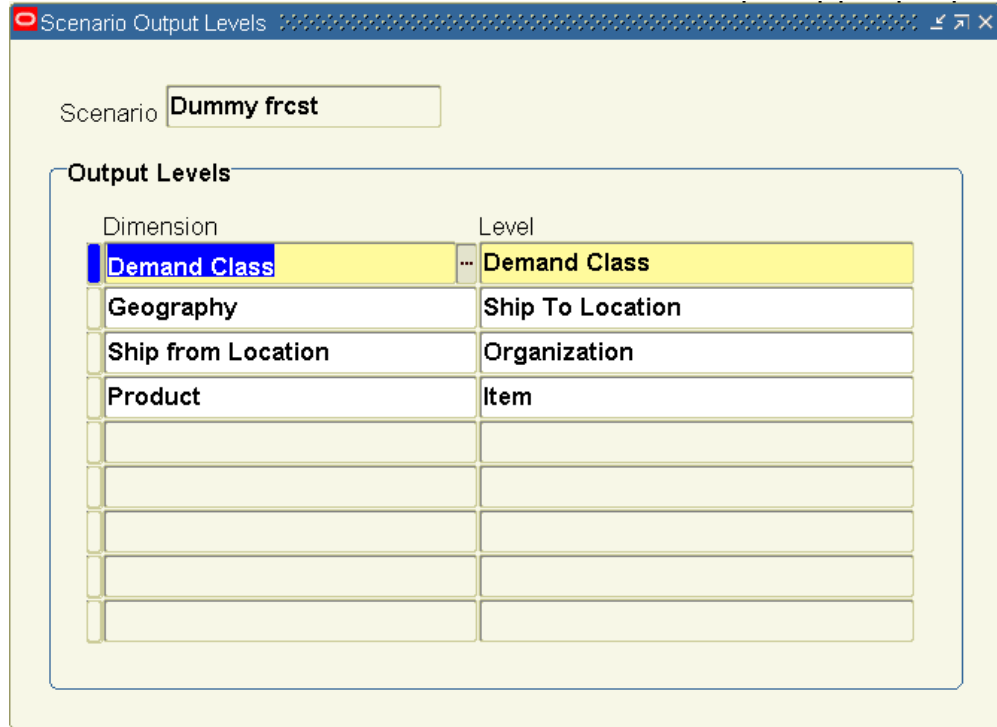 Scenario Output Levels
Scenario Dummy frcst
Output Levels
Dimension Level
Demand Class ... Demand Class
Geography Ship To Location
Ship from Location Organization
Product Item